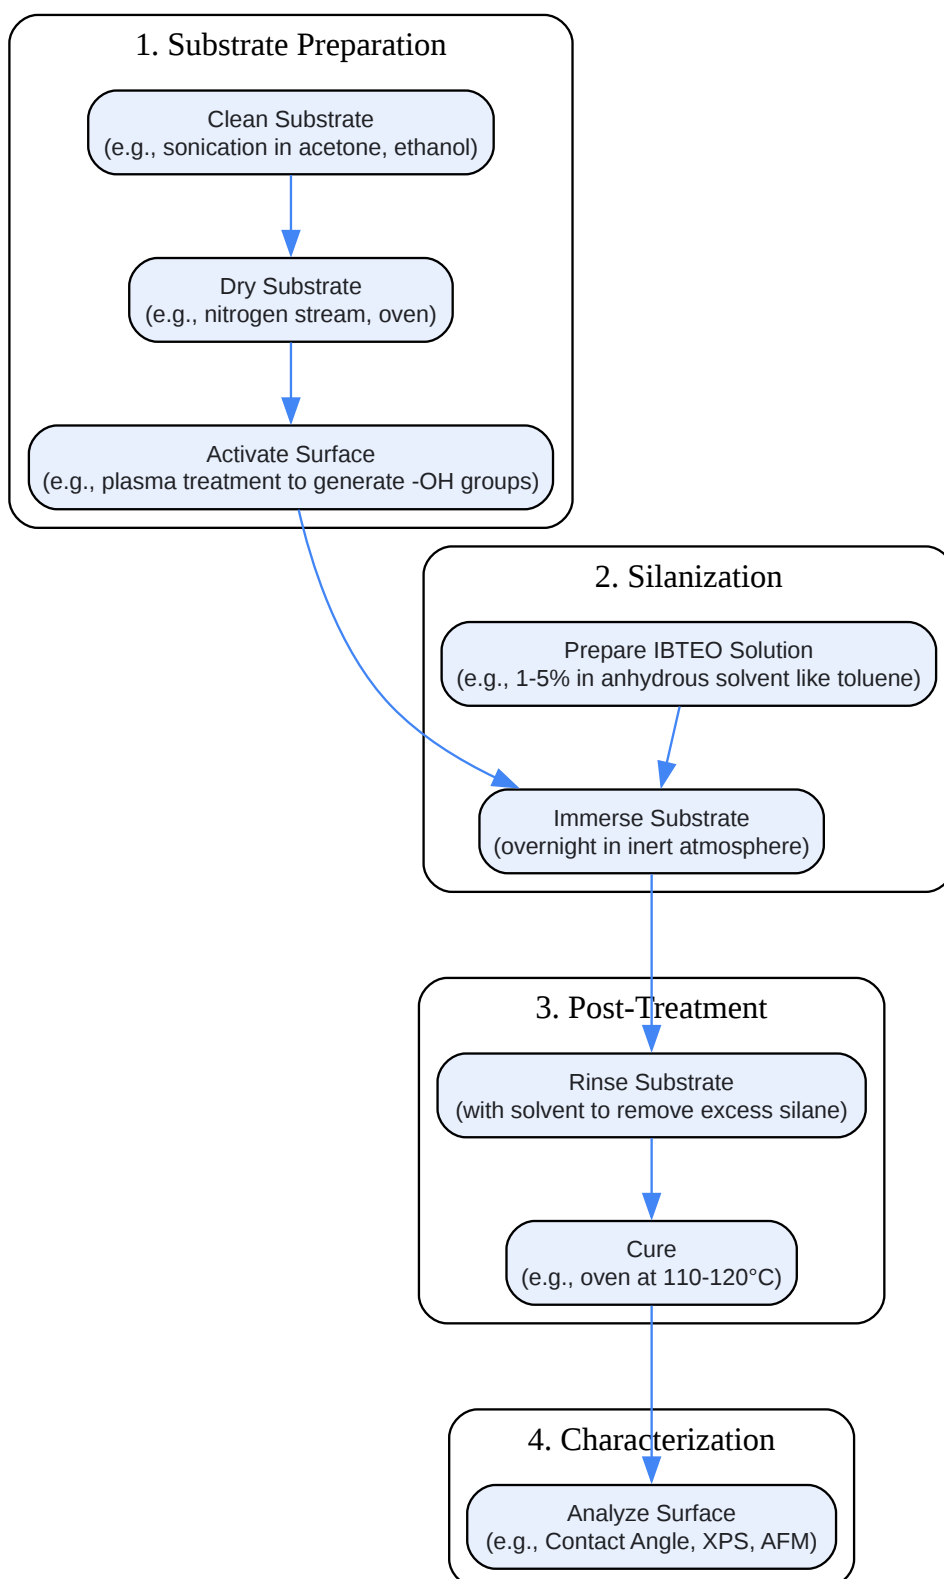 1. Substrate Preparation
Clean Substrate
(e.g., sonication in acetone, ethanol)
Dry Substrate
(e.g., nitrogen stream, oven)
Activate Surface
(e.g., plasma treatment to generate -OH groups)
2. Silanization
Prepare IBTEO Solution
(e.g., 1-5% in anhydrous solvent like toluene)
Immerse Substrate
(overnight in inert atmosphere)
3. Post-Treatment
Rinse Substrate
(with solvent to remove excess silane)
Cure
(e.g., oven at 110-120°C)
4. Characterization
Analyze Surface
(e.g., Contact Angle, XPS, AFM)